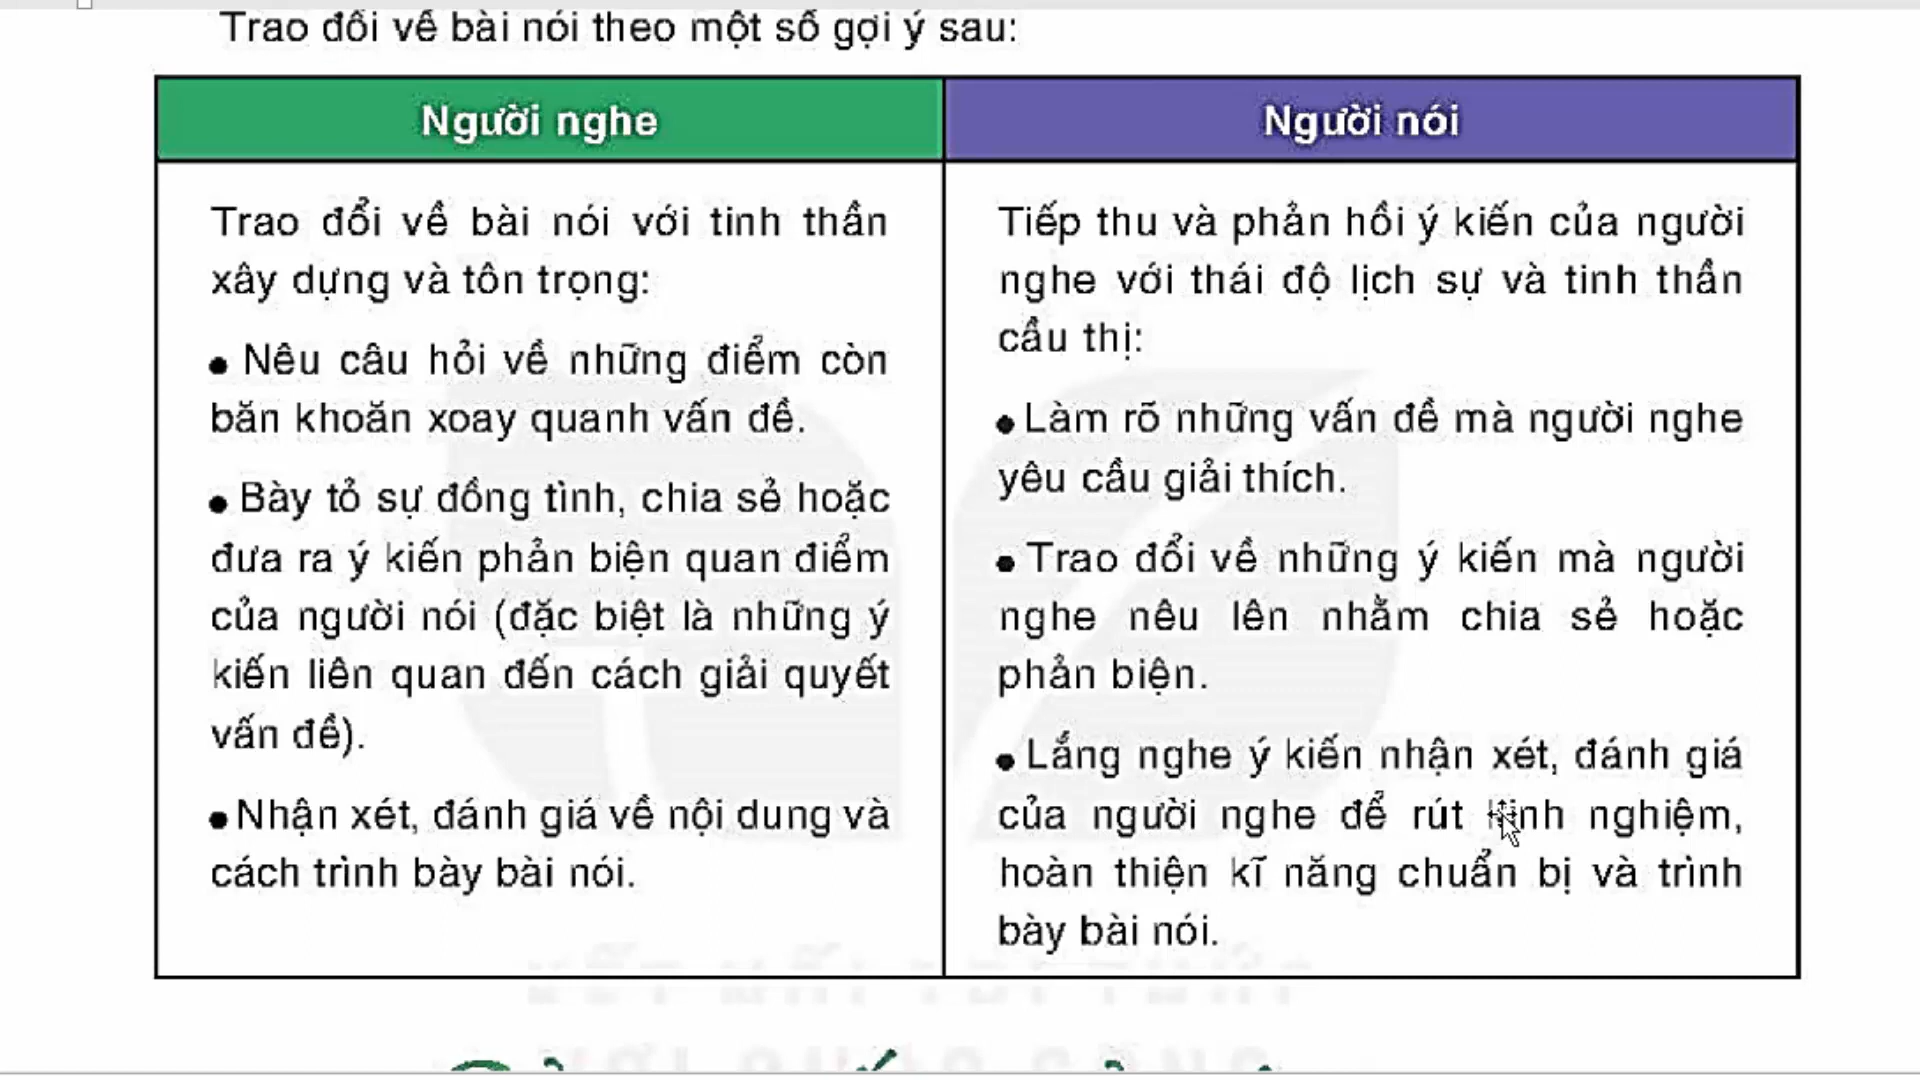 Trao đổi về bài nói theo một số gợi ý sau:
Người nghe
Trao đổi về bài nói với tinh thần
xây dựng và tôn trọng:
• Nêu câu hỏi về những điểm còn
băn khoăn xoay quanh vấn đề.
• Bày tỏ sự đồng tình, chia sẻ hoặc
đưa ra ý kiến phản biện quan điểm
của người nói (đặc biệt là những ý
kiến liên quan đến cách giải quyết
vấn đề).
• Nhận xét, đánh giá về nội dung và
cách trình bày bài nói.
Người nói
Tiếp thu và phản hồi ý kiến của người
nghe với thái độ lịch sự và tinh thần
cầu thị:
• Làm rõ những vấn đề mà người nghe
yêu cầu giải thích.
• Trao đổi về những ý kiến mà người
nghe nêu lên nhằm chia sẻ hoặc
phản biện.
• Lắng nghe ý kiến nhận xét, đánh giá
của người nghe để rút kinh nghiệm,
hoàn thiện kĩ năng chuẩn bị và trình
bày bài nói.